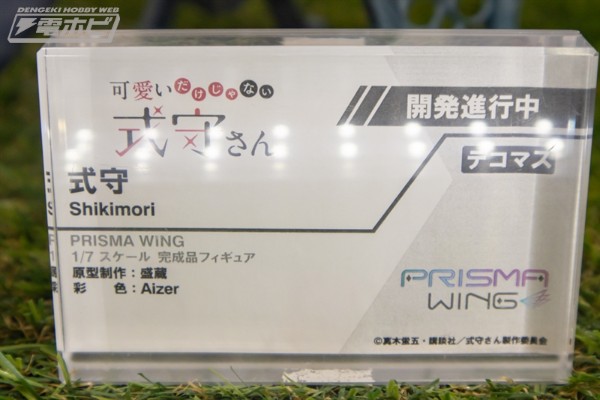 DENGEKI HOBBY WEB
電ホビ
可愛いだけじゃない
式守さん
開発進行中
デコマス
式守
Shikimori
PRISMA WiNG
1/7 スケール 完成品フィギュア
原型制作：盛蔵
彩　　色：Aizer
PRISMA
WING
©真木蛍五・講談社／式守さん製作委員会